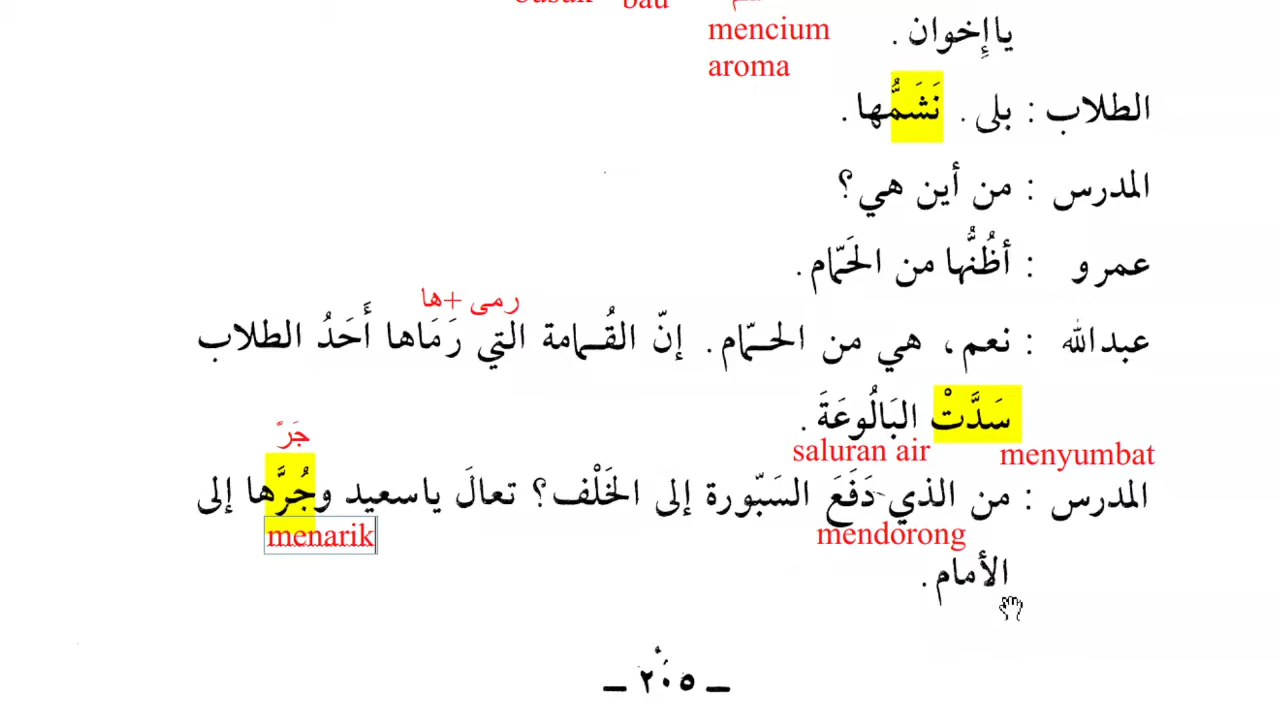 mencium
aroma
ياإِخوان .
الطلاب : بلى . نَشَمُّها .
المدرس : من أين هي؟
عمرو : أظُنُّها من الحَمّام .
رمى +ها
عبدالله : نعم، هي من الحمّام . إنّ القُمامة التي رَمَاها أَحَدُ الطلاب
سَدَّتْ البَالُوعَةَ .
saluran air menyumbat
جَرَّ
المدرس : من الذي دَفَعَ السَبّورة إلى الخَلْف؟ تعالَ ياسعيد وجُرَّها إلى
mendorong menarik
الأمام .
– ٢٠٥ –